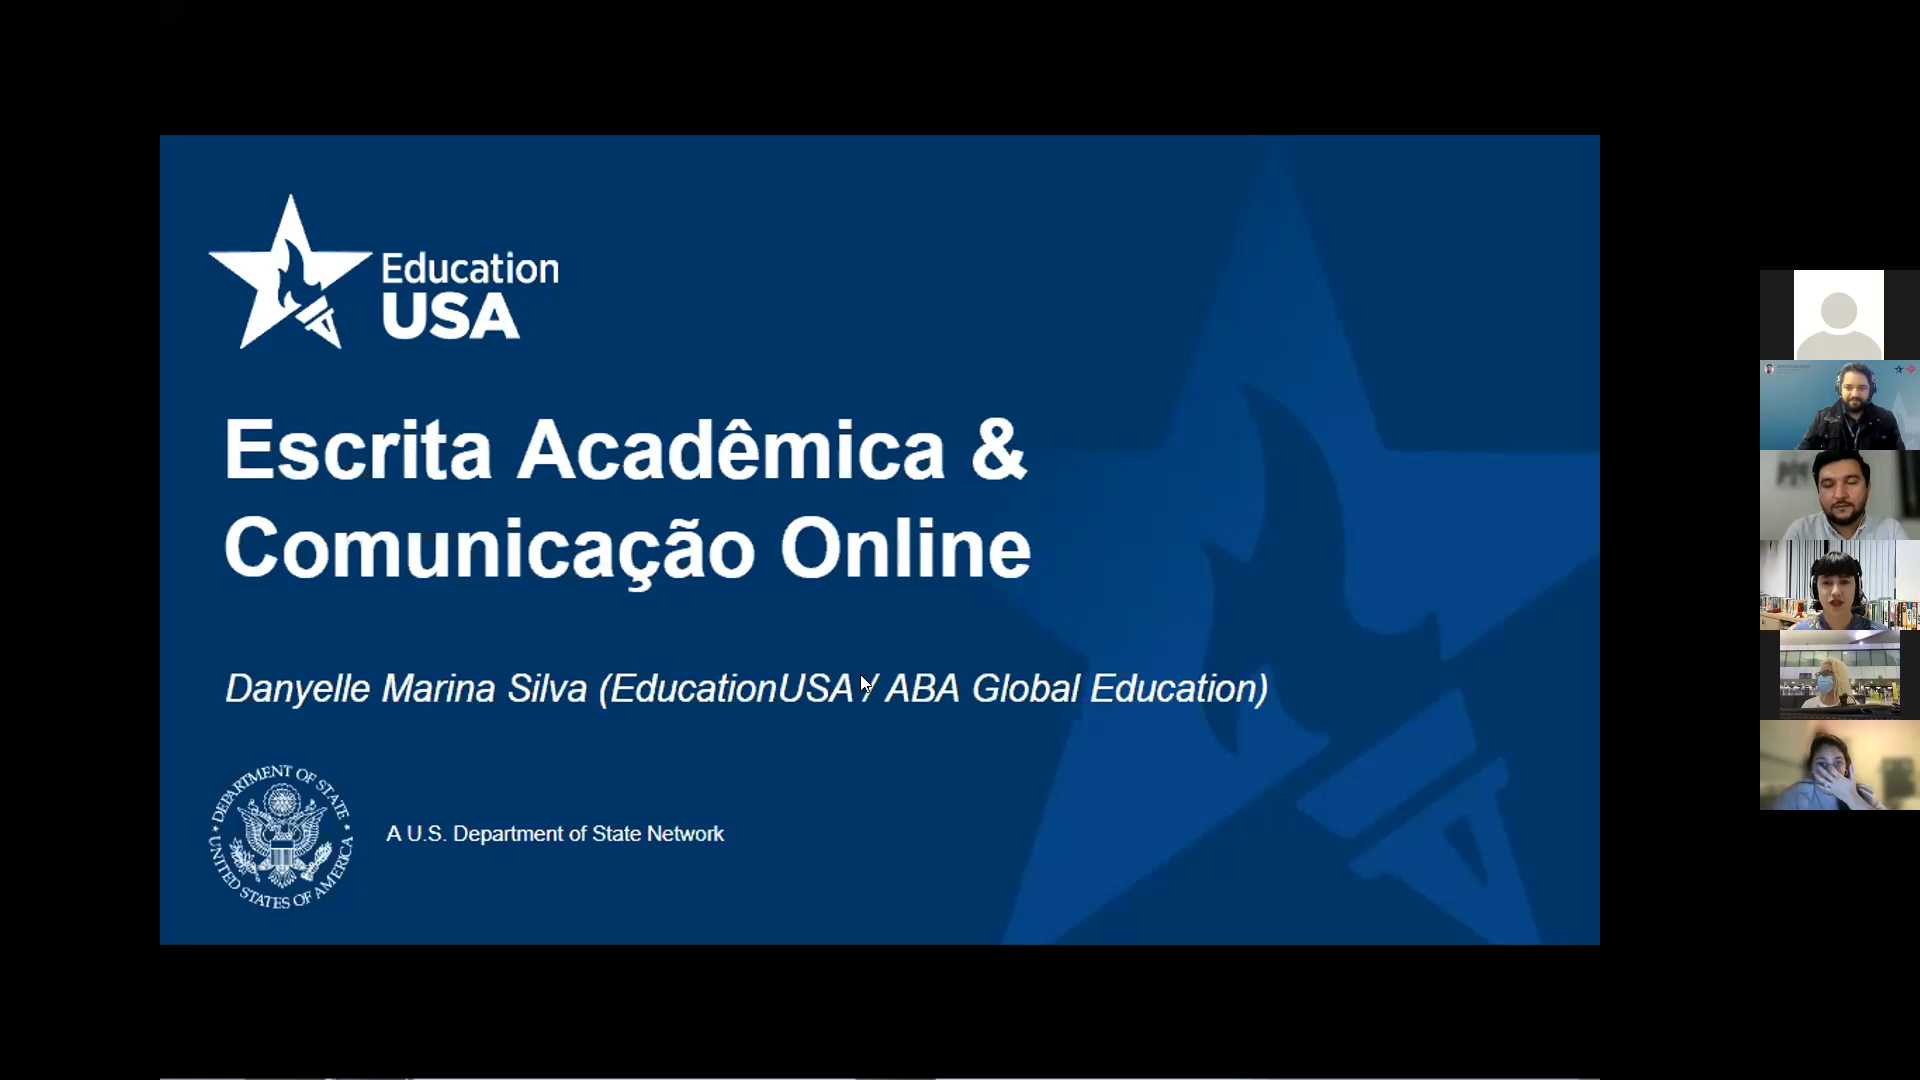 Education
USA
Escrita Acadêmica &
Comunicação Online
Danyelle Marina Silva (EducationUSA / ABA Global Education)
DEPARTMENT OF STATE
UNITED STATES OF AMERICA
A U.S. Department of State Network